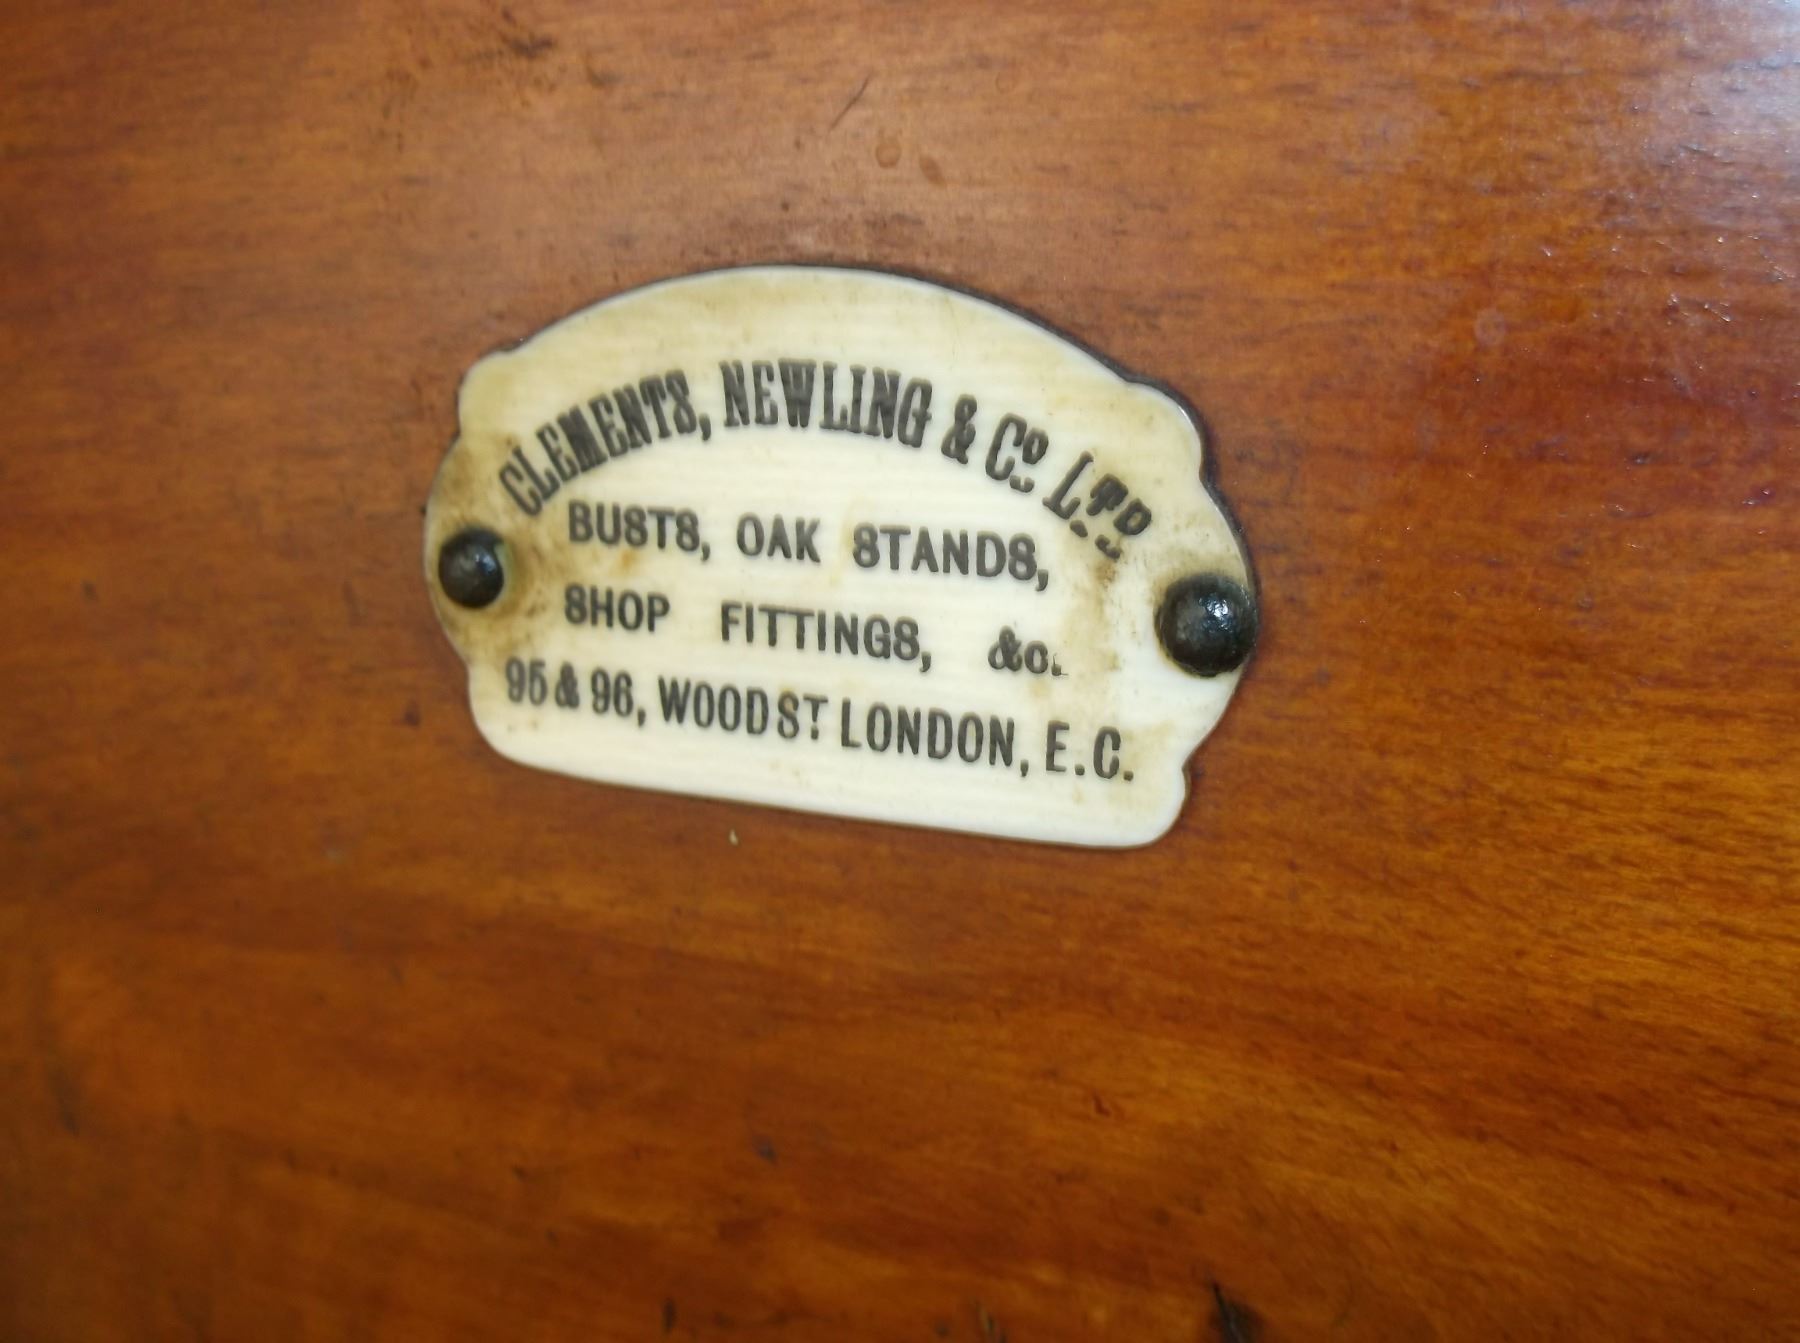 CLEMENTS, NEWLING & Co. LTD
BUSTS, OAK STANDS,
SHOP FITTINGS, &c.
95 & 96, WOOD ST LONDON, E.C.